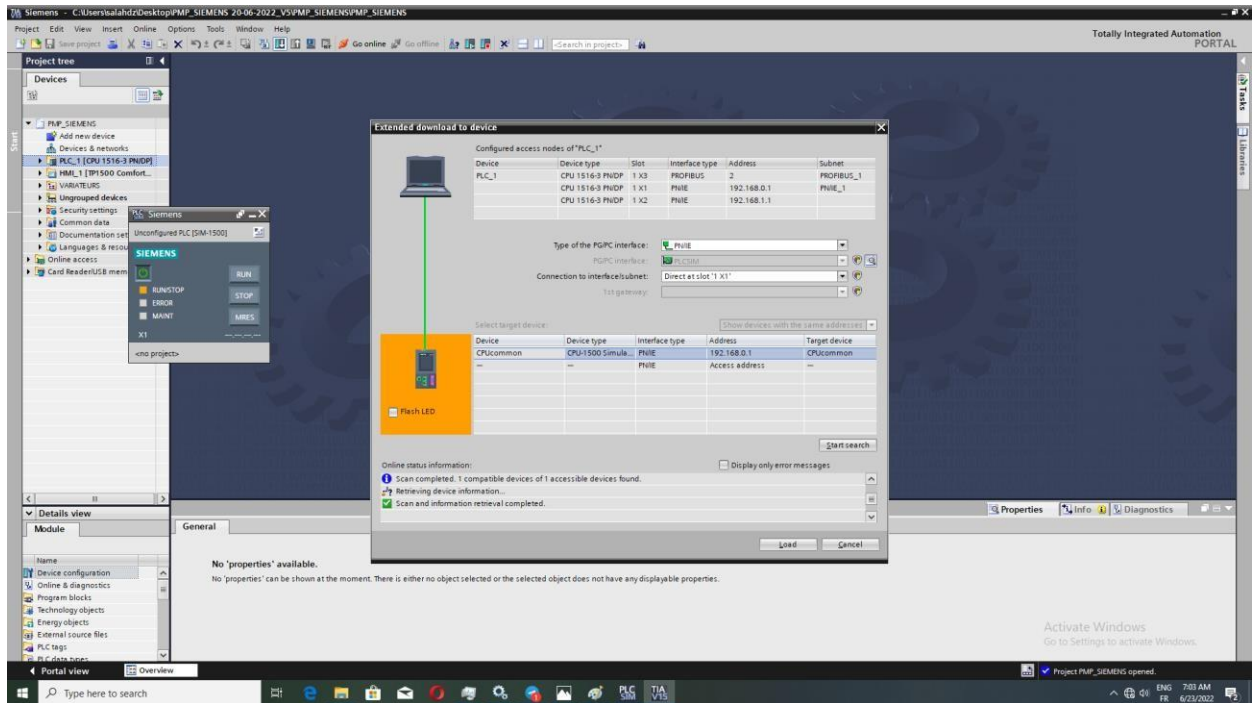 Siemens - C:\Users\salahdz\Desktop\PMP_SIEMENS 20-06-2022_V5\PMP_SIEMENS\PMP_SIEMENS
Project Edit View Insert Online Options Tools Window Help
Totally Integrated Automation
PORTAL
Save project
Go online
Go offline
<Search in project>
Project tree
Devices
Start
Tasks
Libraries
PMP_SIEMENS
Add new device
Devices & networks
PLC_1 [CPU 1516-3 PN/DP]
HMI_1 [TP1500 Comfort...
VARIATEURS
Ungrouped devices
Security settings
Common data
Documentation set
Languages & resou
Online access
Card Reader/USB mem
Siemens
Unconfigured PLC [SIM-1500]
SIEMENS
RUN
RUN/STOP
STOP
ERROR
MAINT
MRES
X1
<no project>
Extended download to device
Configured access nodes of "PLC_1"
Device Device type Slot Interface type Address Subnet
PLC_1 CPU 1516-3 PN/DP 1 X3 PROFIBUS 2 PROFIBUS_1
CPU 1516-3 PN/DP 1 X1 PN/IE 192.168.0.1 PN/IE_1
CPU 1516-3 PN/DP 1 X2 PN/IE 192.168.1.1
Type of the PG/PC interface: PN/IE
PG/PC interface: PLCSIM
Connection to interface/subnet: Direct at slot '1 X1'
1st gateway:
Select target device: Show devices with the same addresses
Device Device type Interface type Address Target device
CPUcommon CPU-1500 Simula... PN/IE 192.168.0.1 CPUcommon
— — PN/IE Access address —
Flash LED
Start search
Online status information:
Display only error messages
Scan completed. 1 compatible devices of 1 accessible devices found.
Retrieving device information...
Scan and information retrieval completed.
Load Cancel
Details view
Module
Name
Device configuration
Online & diagnostics
Program blocks
Technology objects
Energy objects
External source files
PLC tags
PLC data types
General
Properties Info Diagnostics
No 'properties' available.
No 'properties' can be shown at the moment. There is either no object selected or the selected object does not have any displayable properties.
Activate Windows
Go to Settings to activate Windows.
Portal view
Overview
Project PMP_SIEMENS opened.
Type here to search
PLC SIM
TIA V15
ENG
FR
7:03 AM
6/23/2022